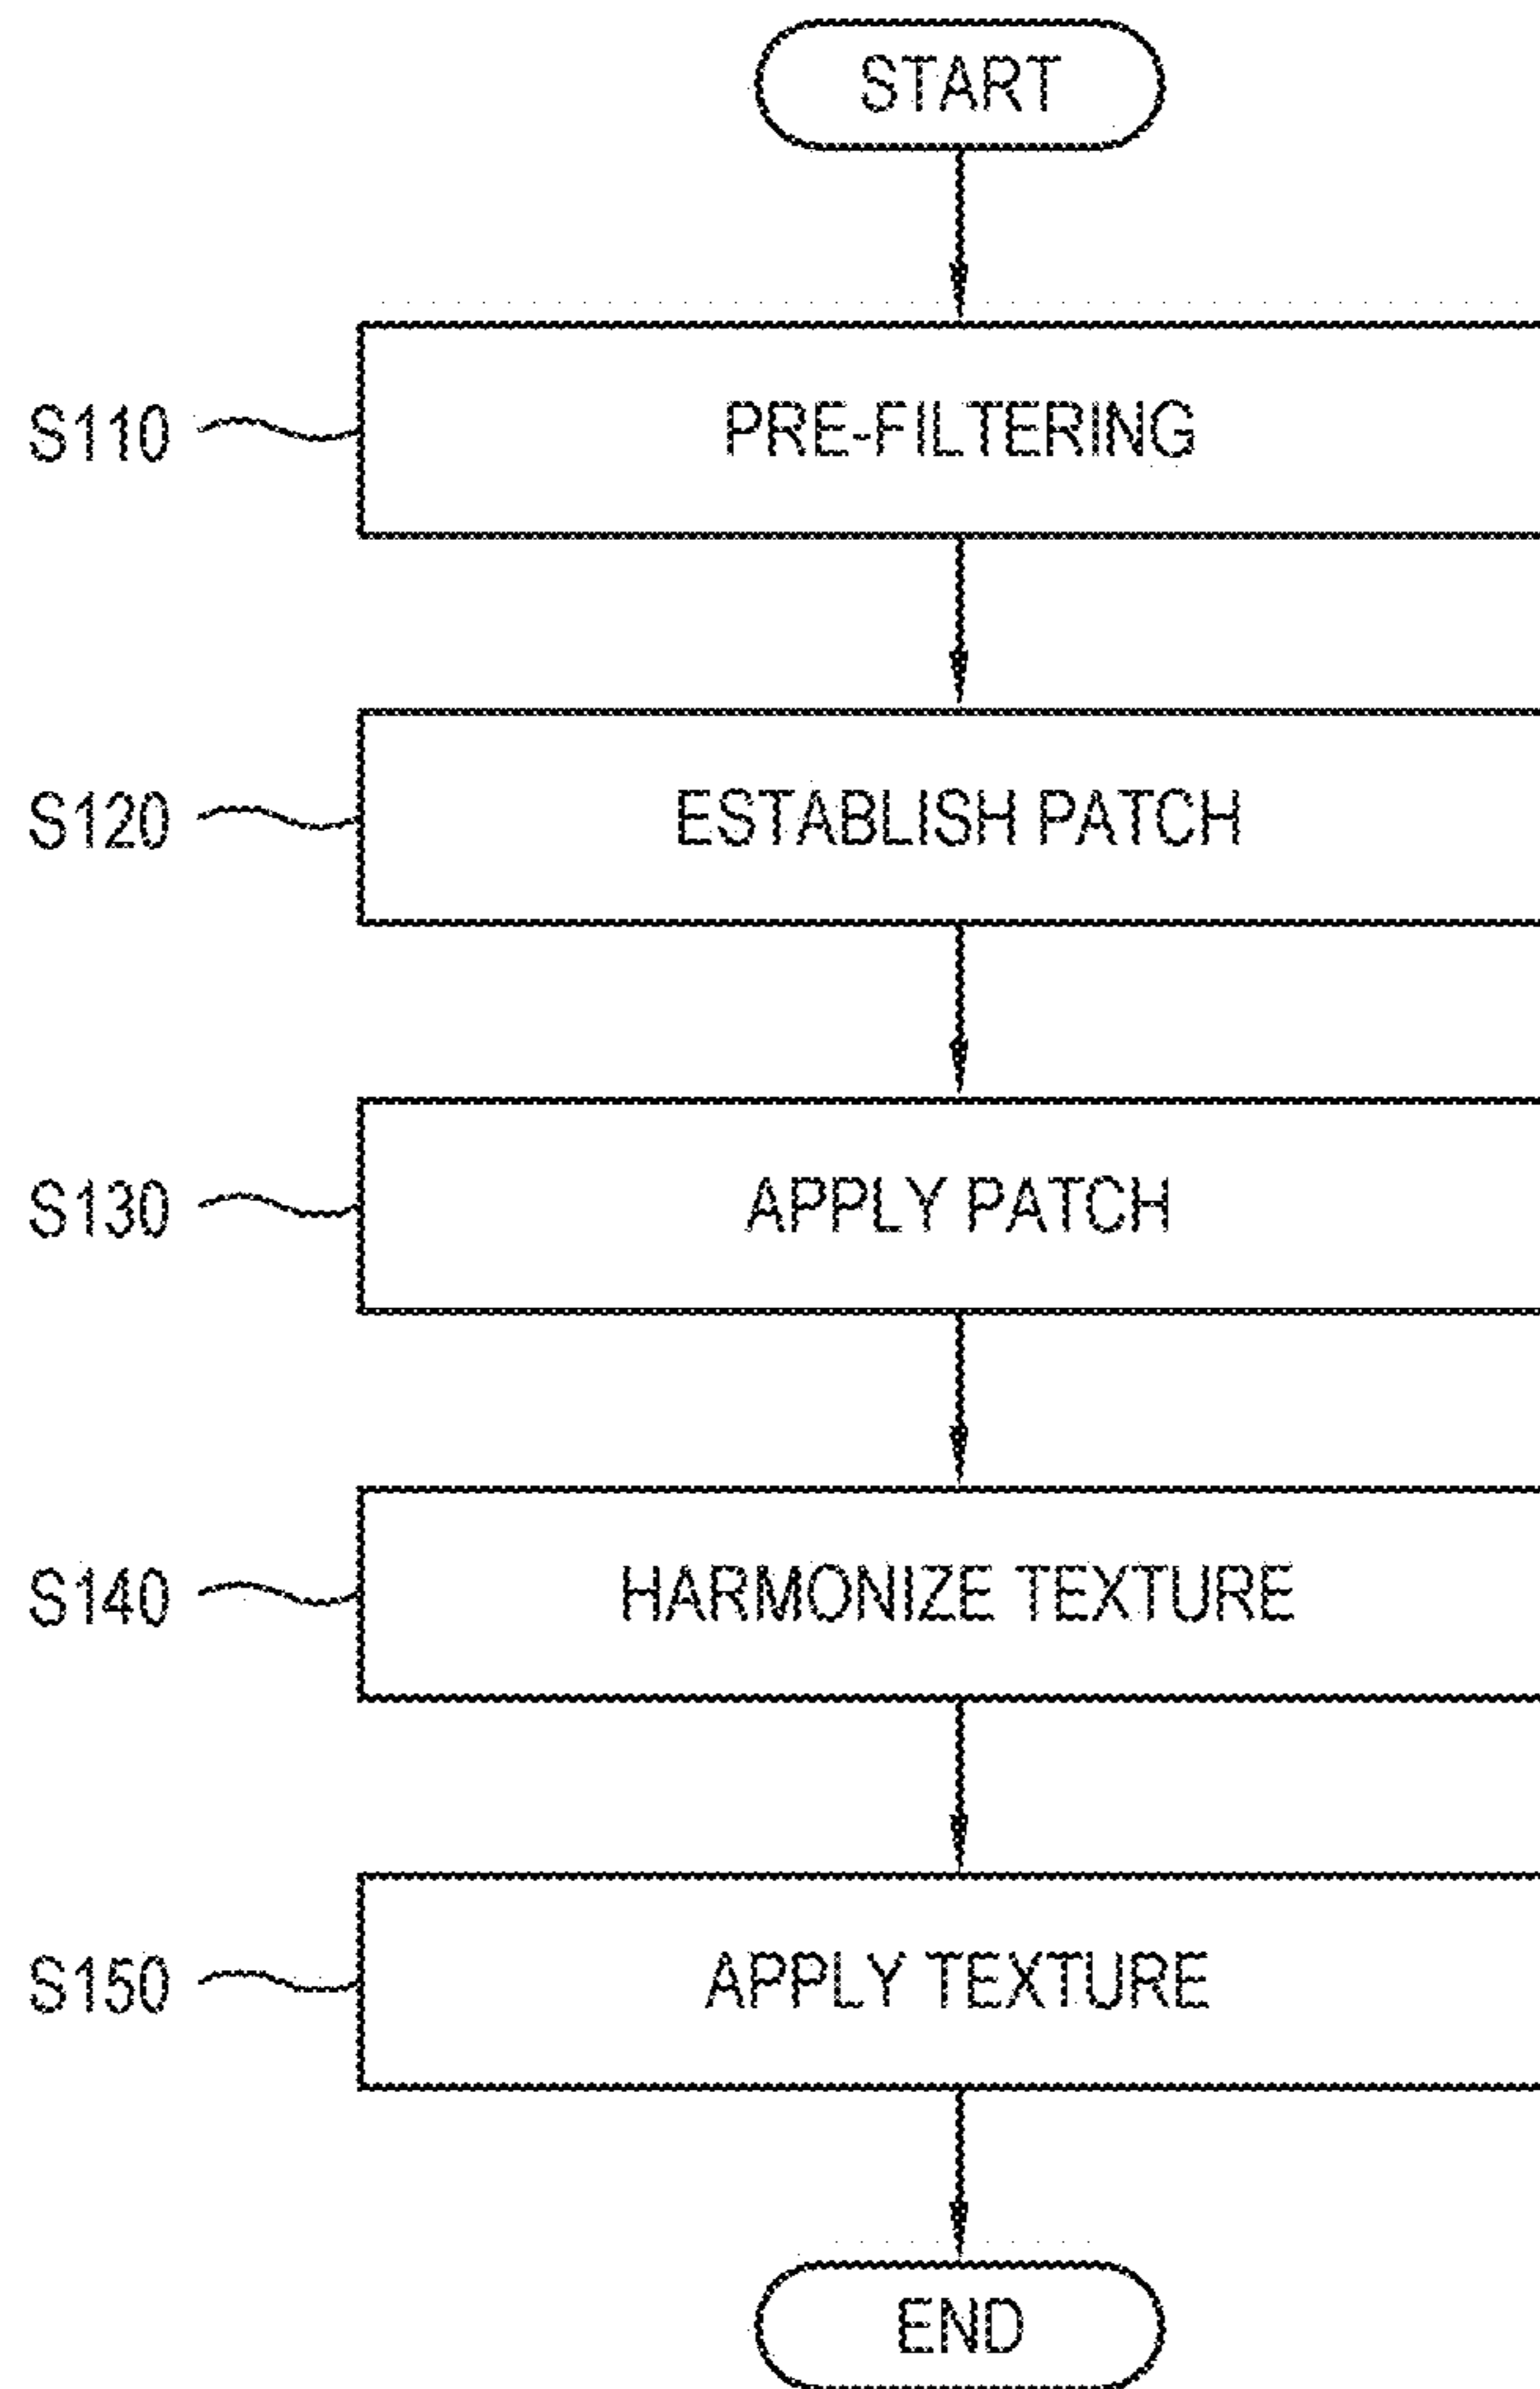 START
S110 PRE-FILTERING
S120 ESTABLISH PATCH
S130 APPLY PATCH
S140 HARMONIZE TEXTURE
S150 APPLY TEXTURE
END